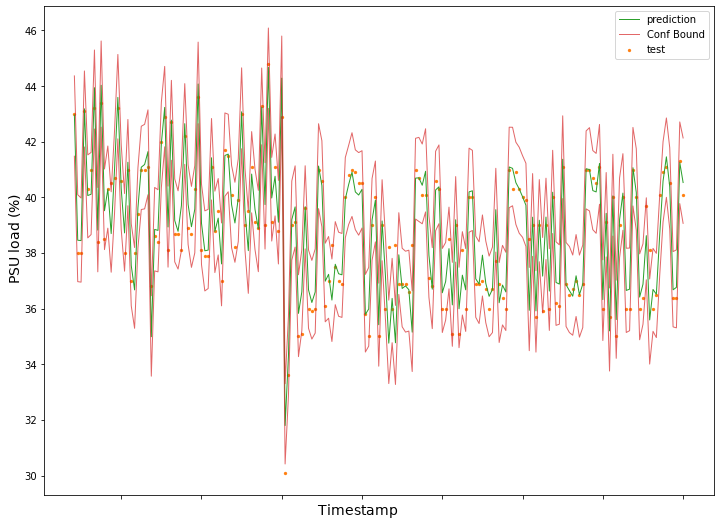 prediction
Conf Bound
test
46
44
42
40
38
36
34
32
30
PSU load (%)
Timestamp